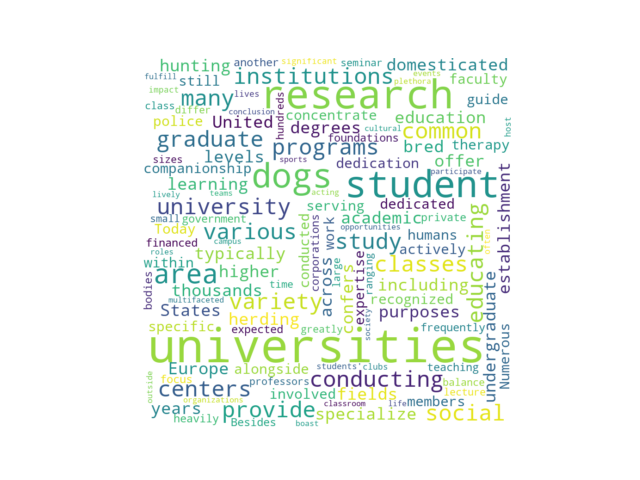 fulfill
another
significant
seminar
domesticated
hunting
institutions
events
faculty
impact
still
plethora
class
differ
lives
research
many
conclusion
hundreds
concentrate
guide
police
United
degrees
cultural
education
common
host
graduate
foundations
levels
programs
bred
therapy
sizes
sports
dedication
offer
companionship
dogs
student
participate
learning
teams
acting
serving
dedicated
establishment
lively
university
academic
private
small
government
opportunities
Today
various
conducted
corporations
work
study
humans
educating
financed
campus
actively
roles
typically
across
large
expertise
classes
often
within
area
higher
confers
ranging
including
undergraduate
bodies
thousands
time
recognized
multifaceted
variety
States
society
purposes
specific
herding
expected
greatly
frequently
Numerous
universities
Europe
alongside
students'
clubs
teaching
outside
focus
professors
conducting
balance
centers
involved
fields
lecture
organizations
classroom
life
members
years
provide
specialize
social
heavily
Besides
boast